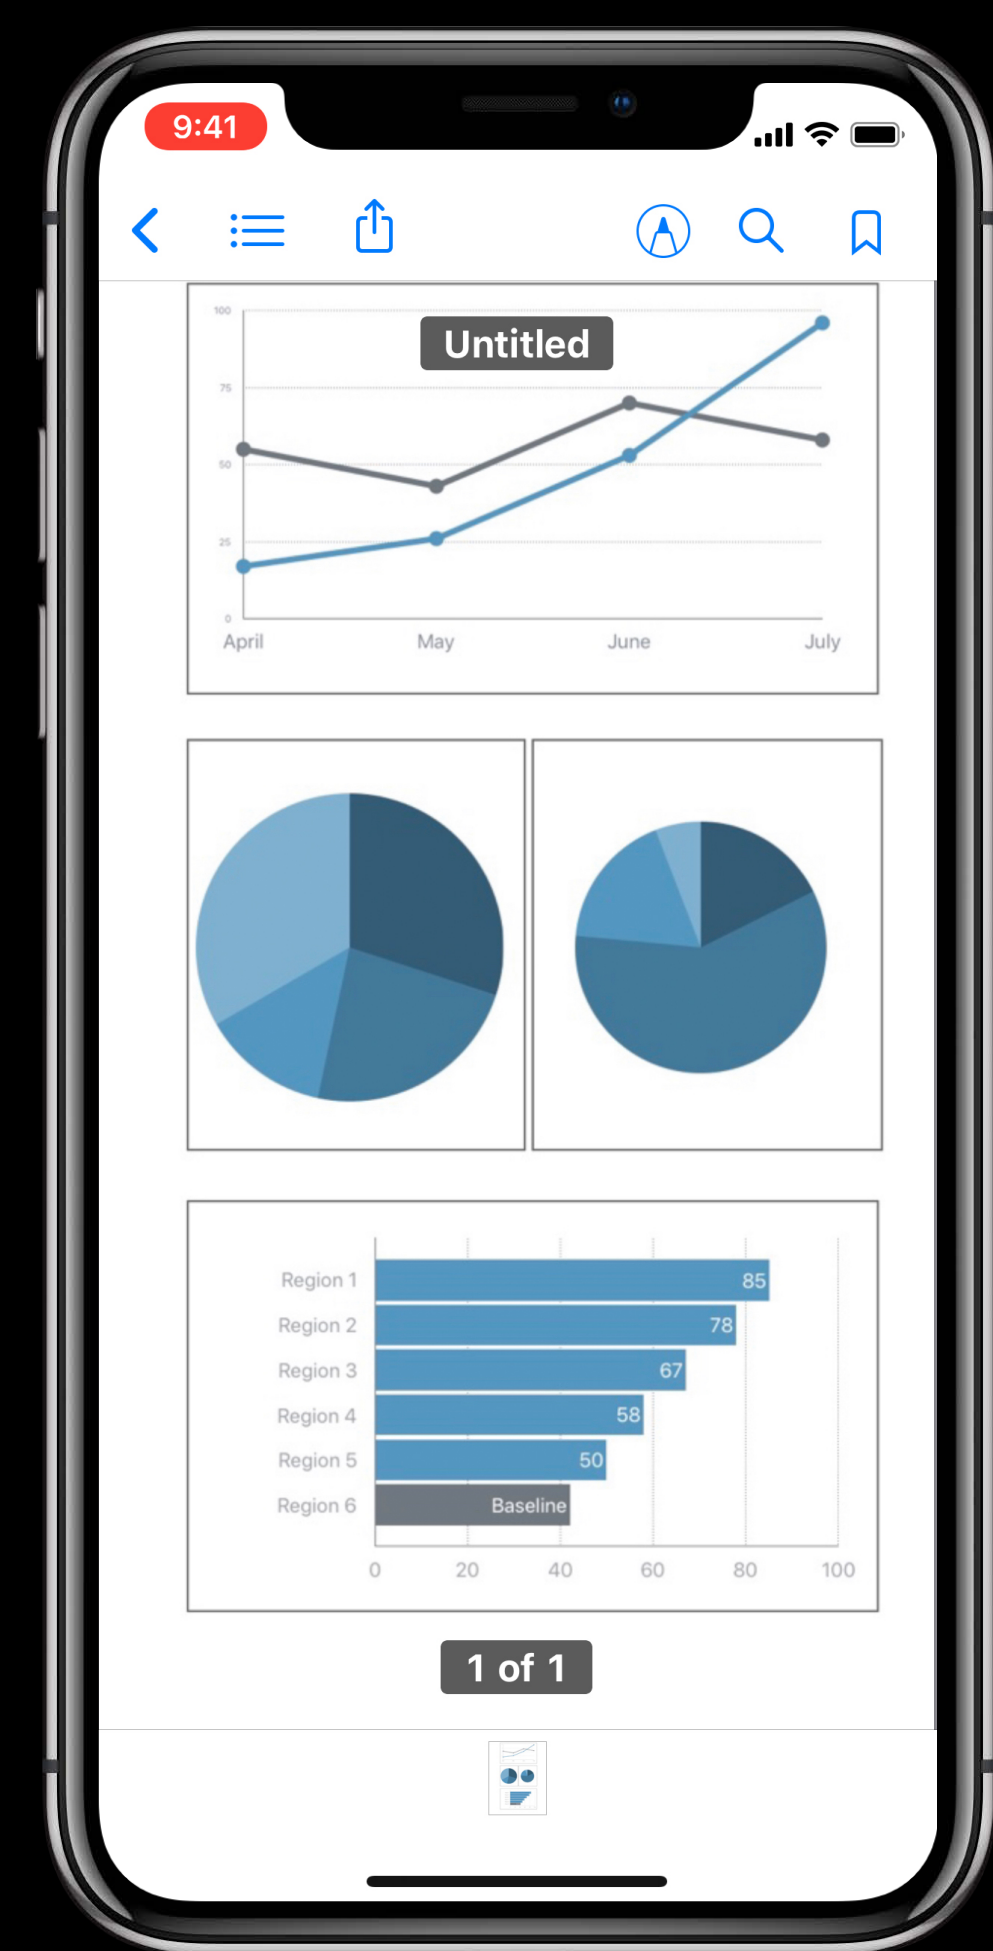 9:41
100
Untitled
75
50
25
0
April May June July
Region 1 85
Region 2 78
Region 3 67
Region 4 58
Region 5 50
Region 6 Baseline
0 20 40 60 80 100
1 of 1